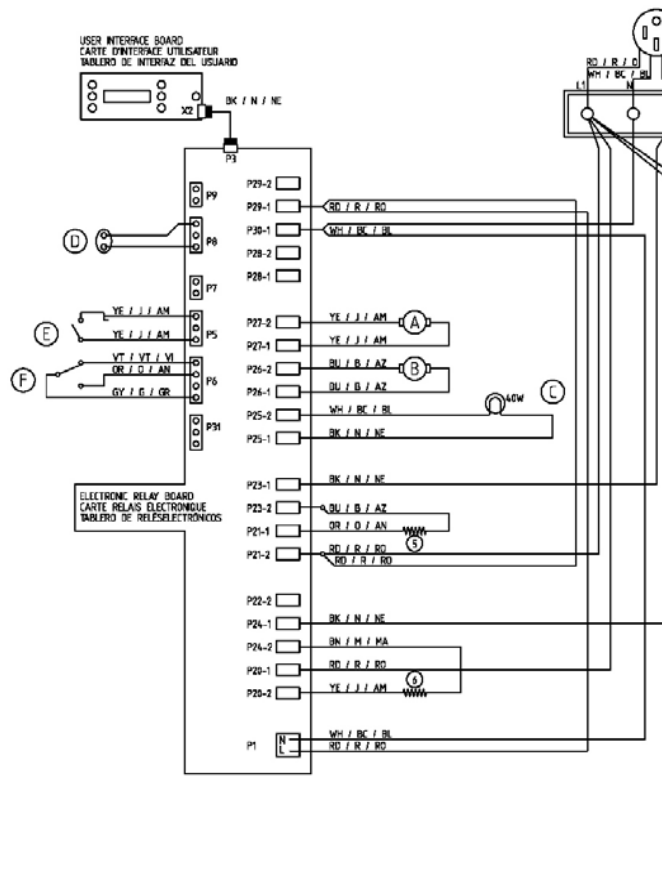 USER INTERFACE BOARD
CARTE D'INTERFACE UTILISATEUR
TABLERO DE INTERFAZ DEL USUARIO
X2
BK / N / NE
P3
RD / R / O
WH / BC / BL
L1
N
P9
P29-2
P29-1
RD / R / RO
D
P8
P30-1
WH / BC / BL
P28-2
P28-1
P7
E
YE / J / AM
YE / J / AM
P5
P27-2
YE / J / AM
A
P27-1
YE / J / AM
F
VT / VT / VI
OR / O / AN
GY / G / GR
P6
P26-2
BU / B / AZ
B
P26-1
BU / B / AZ
P25-2
WH / BC / BL
40W
C
P31
P25-1
BK / N / NE
P23-1
BK / N / NE
ELECTRONIC RELAY BOARD
CARTE RELAIS ÉLECTRONIQUE
TABLERO DE RELÉSELECTRÓNICOS
P23-2
BU / B / AZ
P21-1
OR / O / AN
5
P21-2
RD / R / RO
RD / R / RO
P22-2
P24-1
BK / N / NE
P24-2
BN / M / MA
P20-1
RD / R / RO
6
P20-2
YE / J / AM
P1
N
L
WH / BC / BL
RD / R / RO